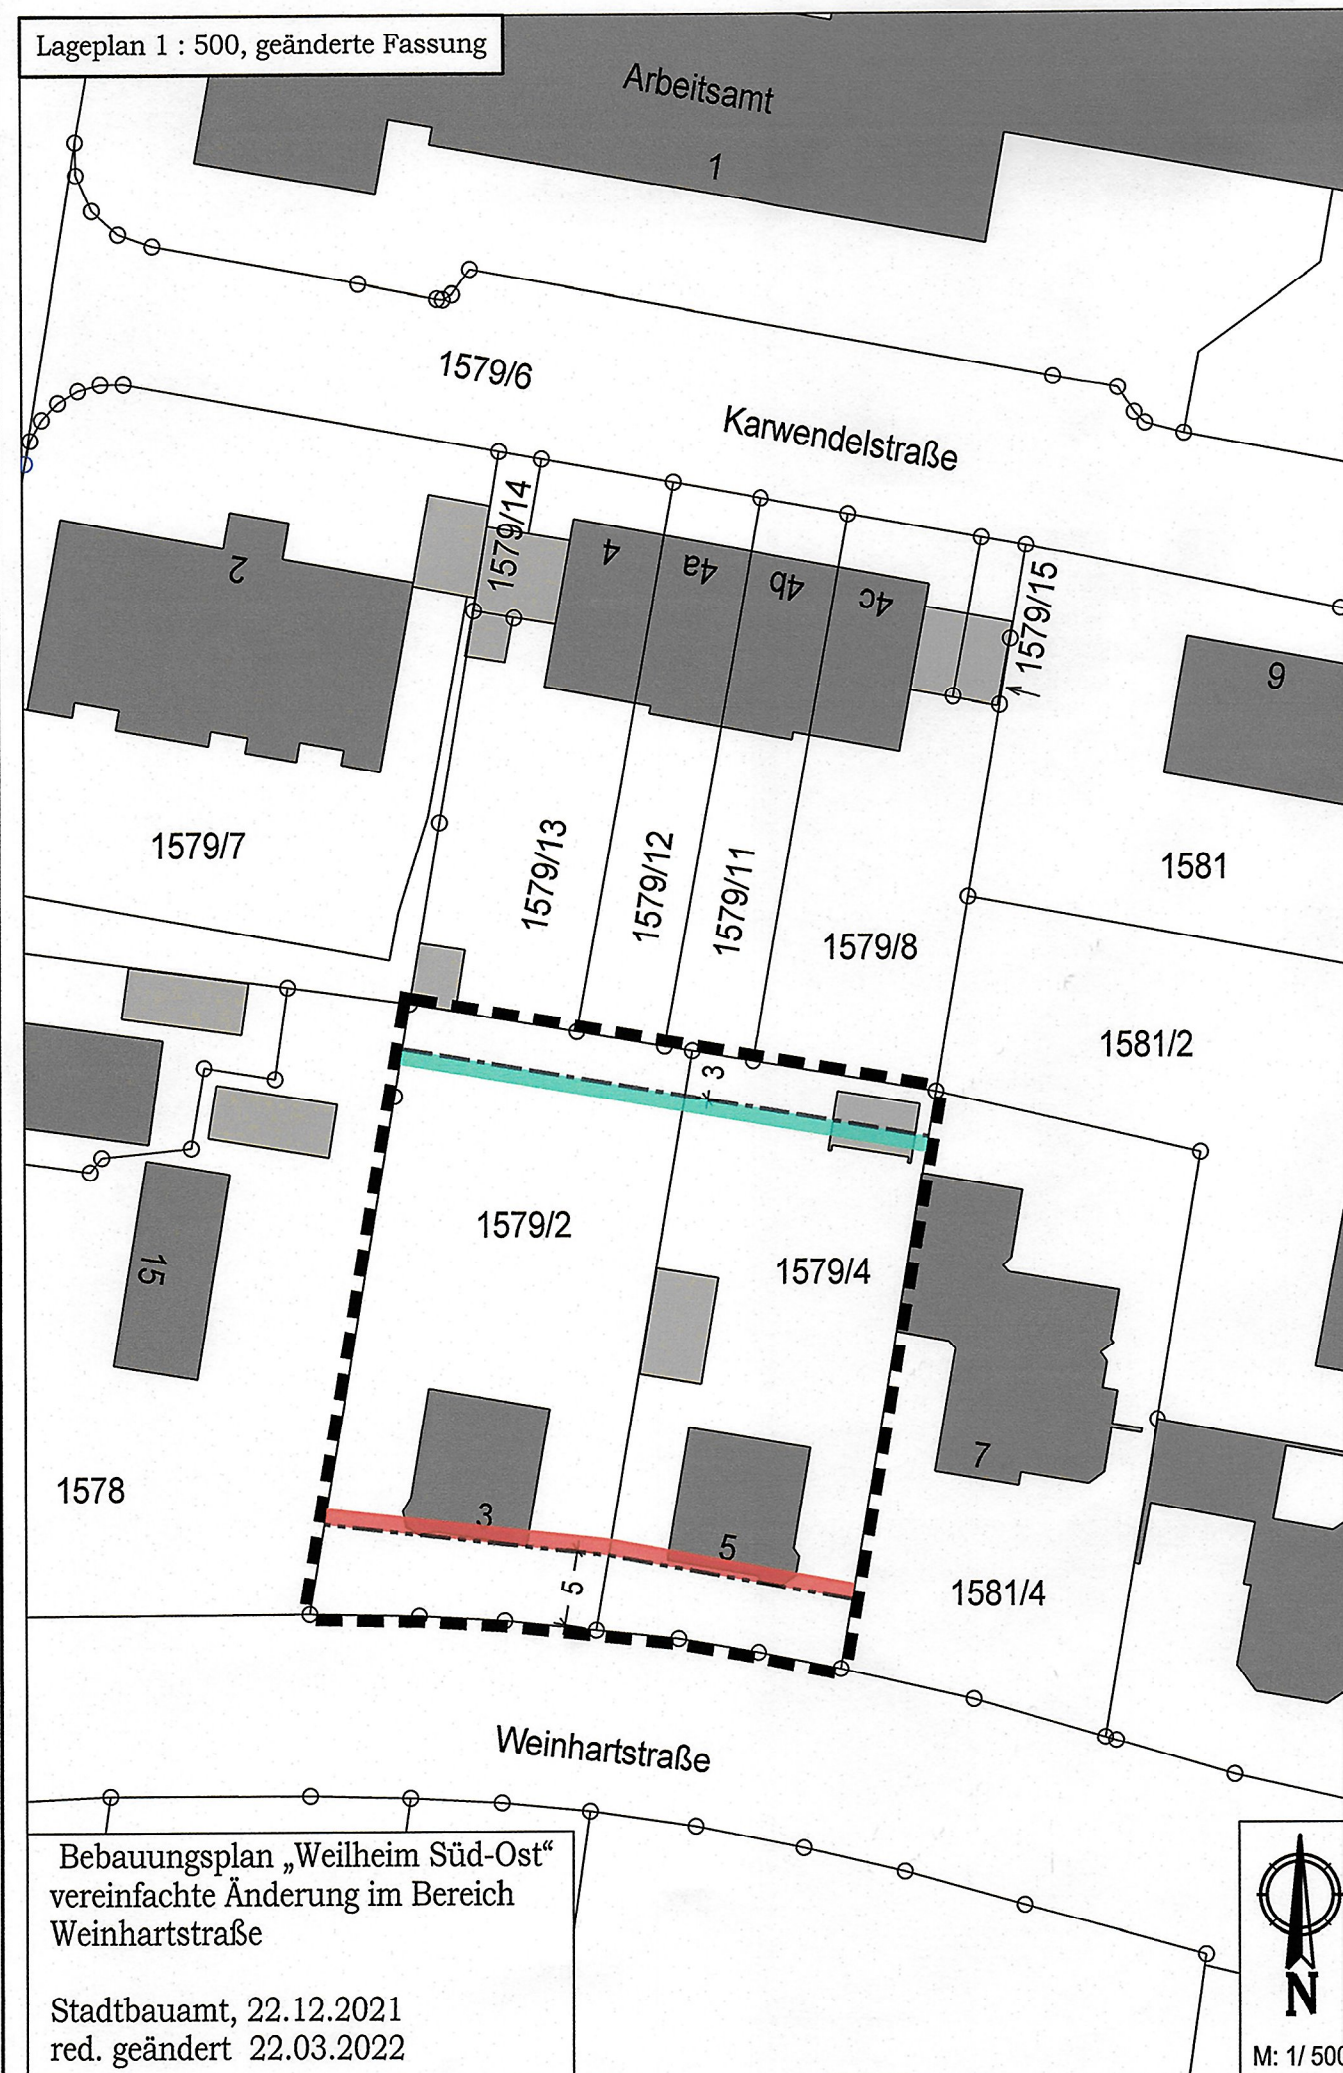 Lageplan 1 : 500, geänderte Fassung
Arbeitsamt
1
1579/6
Karwendelstraße
1579/14
2
4
4a
4b
4c
1579/15
6
1579/7
1579/13
1579/12
1579/11
1579/8
1581
1581/2
3
1579/2
1579/4
15
7
1578
3
5
5
1581/4
Weinhartstraße
Bebauungsplan „Weilheim Süd-Ost“
vereinfachte Änderung im Bereich
Weinhartstraße
Stadtbauamt, 22.12.2021
red. geändert 22.03.2022
N
M: 1/ 500